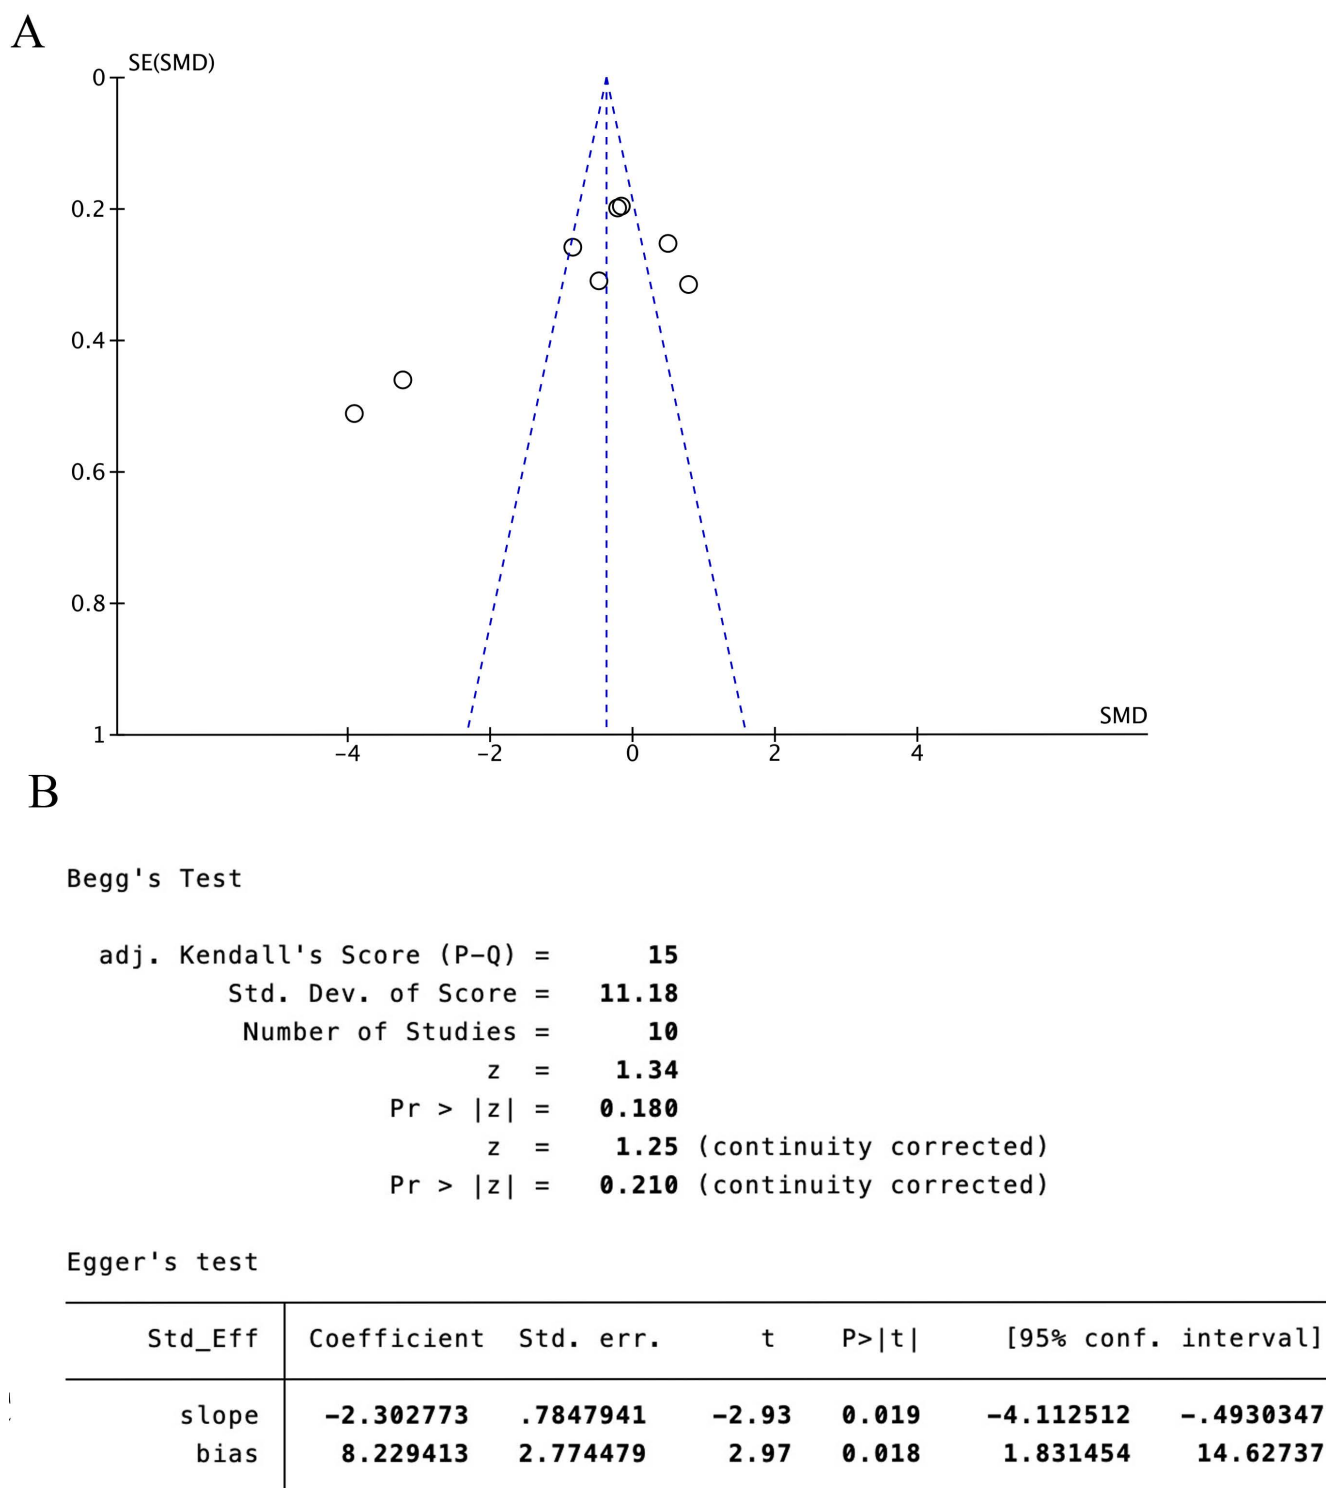 A
SE(SMD)
0
0.2
0.4
0.6
0.8
1
SMD
−4 −2 0 2 4
B
Begg's Test
adj. Kendall's Score (P−Q) = 15
Std. Dev. of Score = 11.18
Number of Studies = 10
z = 1.34
Pr > |z| = 0.180
z = 1.25 (continuity corrected)
Pr > |z| = 0.210 (continuity corrected)
Egger's test
Std_Eff Coefficient Std. err. t P>|t| [95% conf. interval]
slope −2.302773 .7847941 −2.93 0.019 −4.112512 −.4930347
bias 8.229413 2.774479 2.97 0.018 1.831454 14.62737